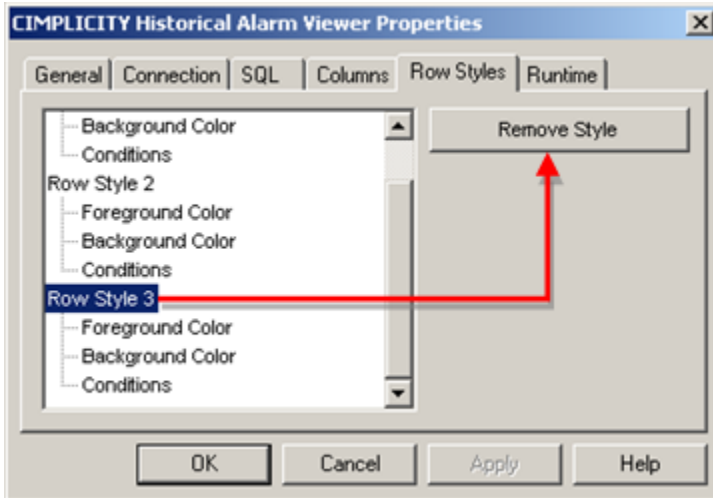 CIMPLICITY Historical Alarm Viewer Properties
General Connection SQL Columns Row Styles Runtime
Background Color
Conditions
Row Style 2
Foreground Color
Background Color
Conditions
Row Style 3
Foreground Color
Background Color
Conditions
Remove Style
OK Cancel Apply Help